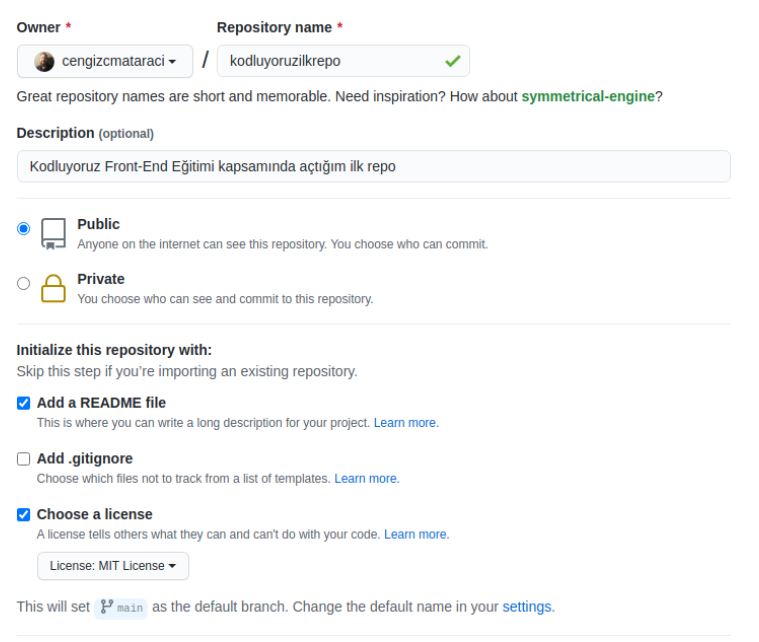 Owner * Repository name *
cengizcmataraci / kodluyoruzilkrepo
Great repository names are short and memorable. Need inspiration? How about symmetrical-engine?
Description (optional)
Kodluyoruz Front-End Eğitimi kapsamında açtığım ilk repo
Public
Anyone on the internet can see this repository. You choose who can commit.
Private
You choose who can see and commit to this repository.
Initialize this repository with:
Skip this step if you’re importing an existing repository.
Add a README file
This is where you can write a long description for your project. Learn more.
Add .gitignore
Choose which files not to track from a list of templates. Learn more.
Choose a license
A license tells others what they can and can't do with your code. Learn more.
License: MIT License
This will set main as the default branch. Change the default name in your settings.